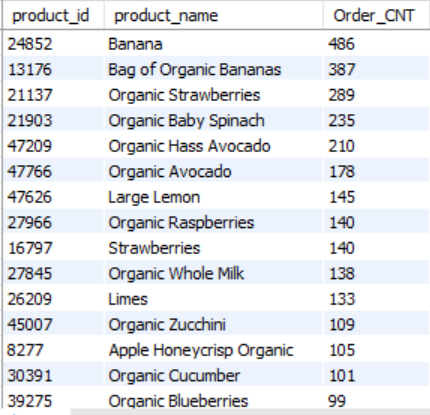 product_id product_name Order_CNT
24852 Banana 486
13176 Bag of Organic Bananas 387
21137 Organic Strawberries 289
21903 Organic Baby Spinach 235
47209 Organic Hass Avocado 210
47766 Organic Avocado 178
47626 Large Lemon 145
27966 Organic Raspberries 140
16797 Strawberries 140
27845 Organic Whole Milk 138
26209 Limes 133
45007 Organic Zucchini 109
8277 Apple Honeycrisp Organic 105
30391 Organic Cucumber 101
39275 Organic Blueberries 99